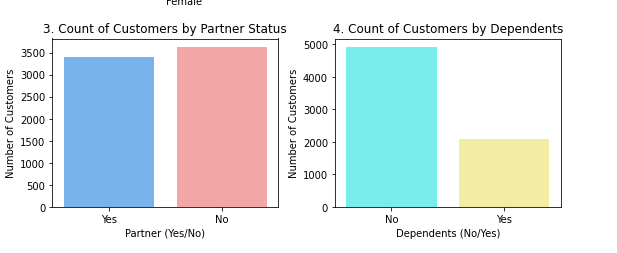 Female
3. Count of Customers by Partner Status
3500
3000
2500
2000
1500
1000
500
0
Number of Customers
Yes
No
Partner (Yes/No)
4. Count of Customers by Dependents
5000
4000
3000
2000
1000
0
Number of Customers
No
Yes
Dependents (No/Yes)